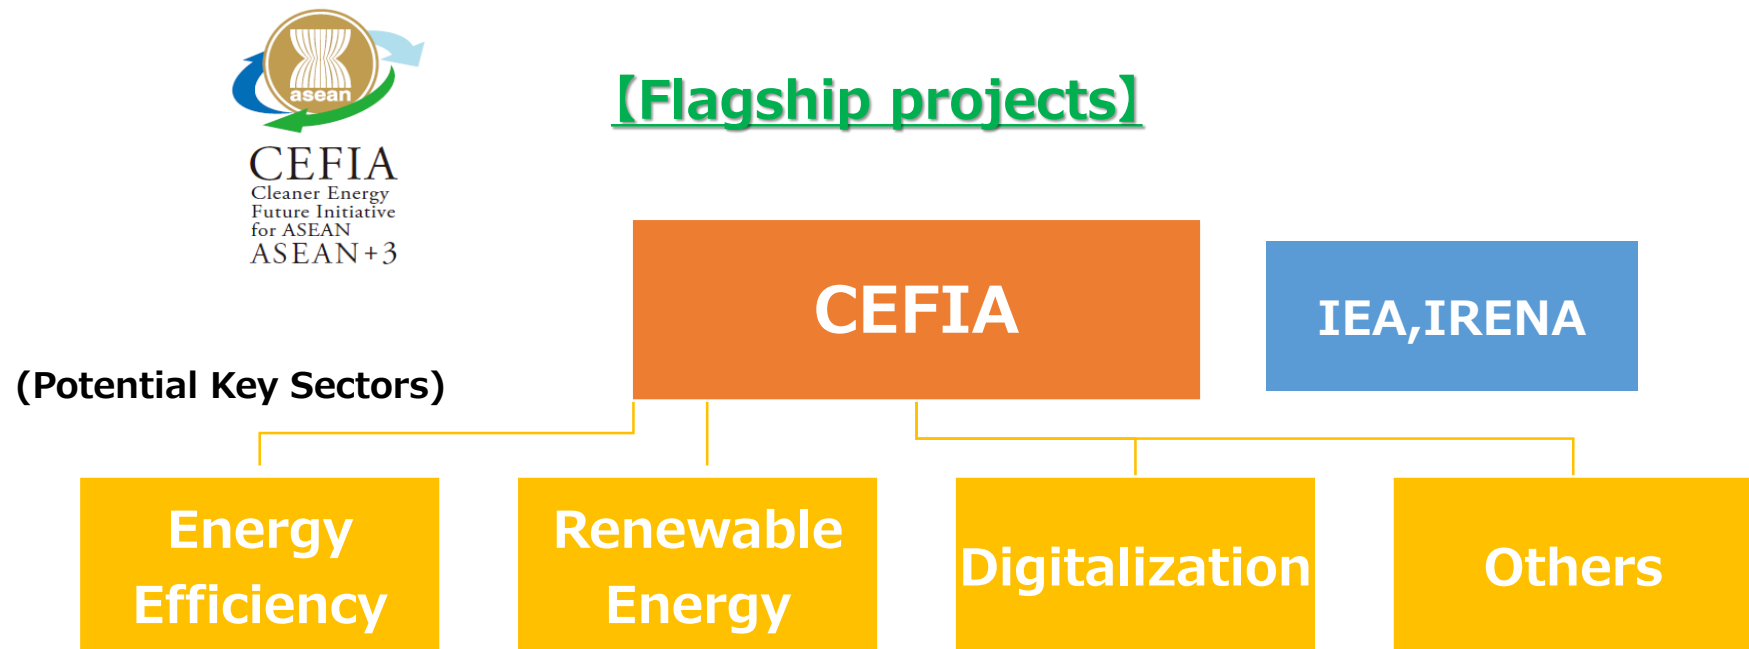 asean
CEFIA
Cleaner Energy
Future Initiative
for ASEAN
ASEAN+3
【Flagship projects】
CEFIA
IEA,IRENA
(Potential Key Sectors)
Energy
Efficiency
Renewable
Energy
Digitalization
Others